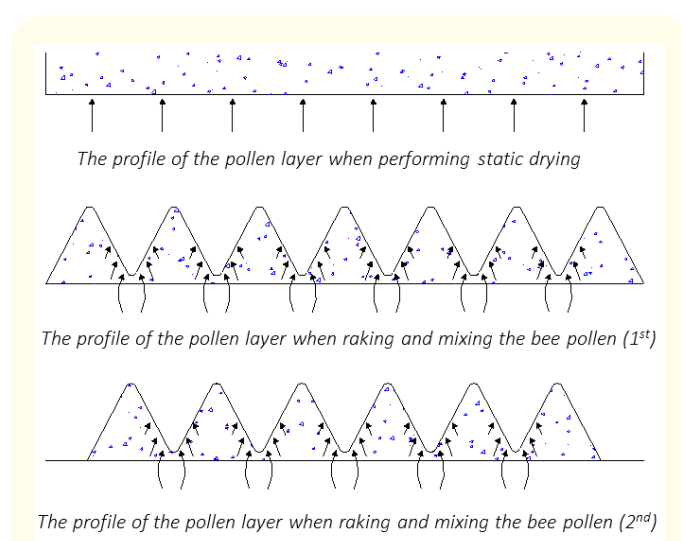 The profile of the pollen layer when performing static drying
The profile of the pollen layer when raking and mixing the bee pollen (1st)
The profile of the pollen layer when raking and mixing the bee pollen (2nd)